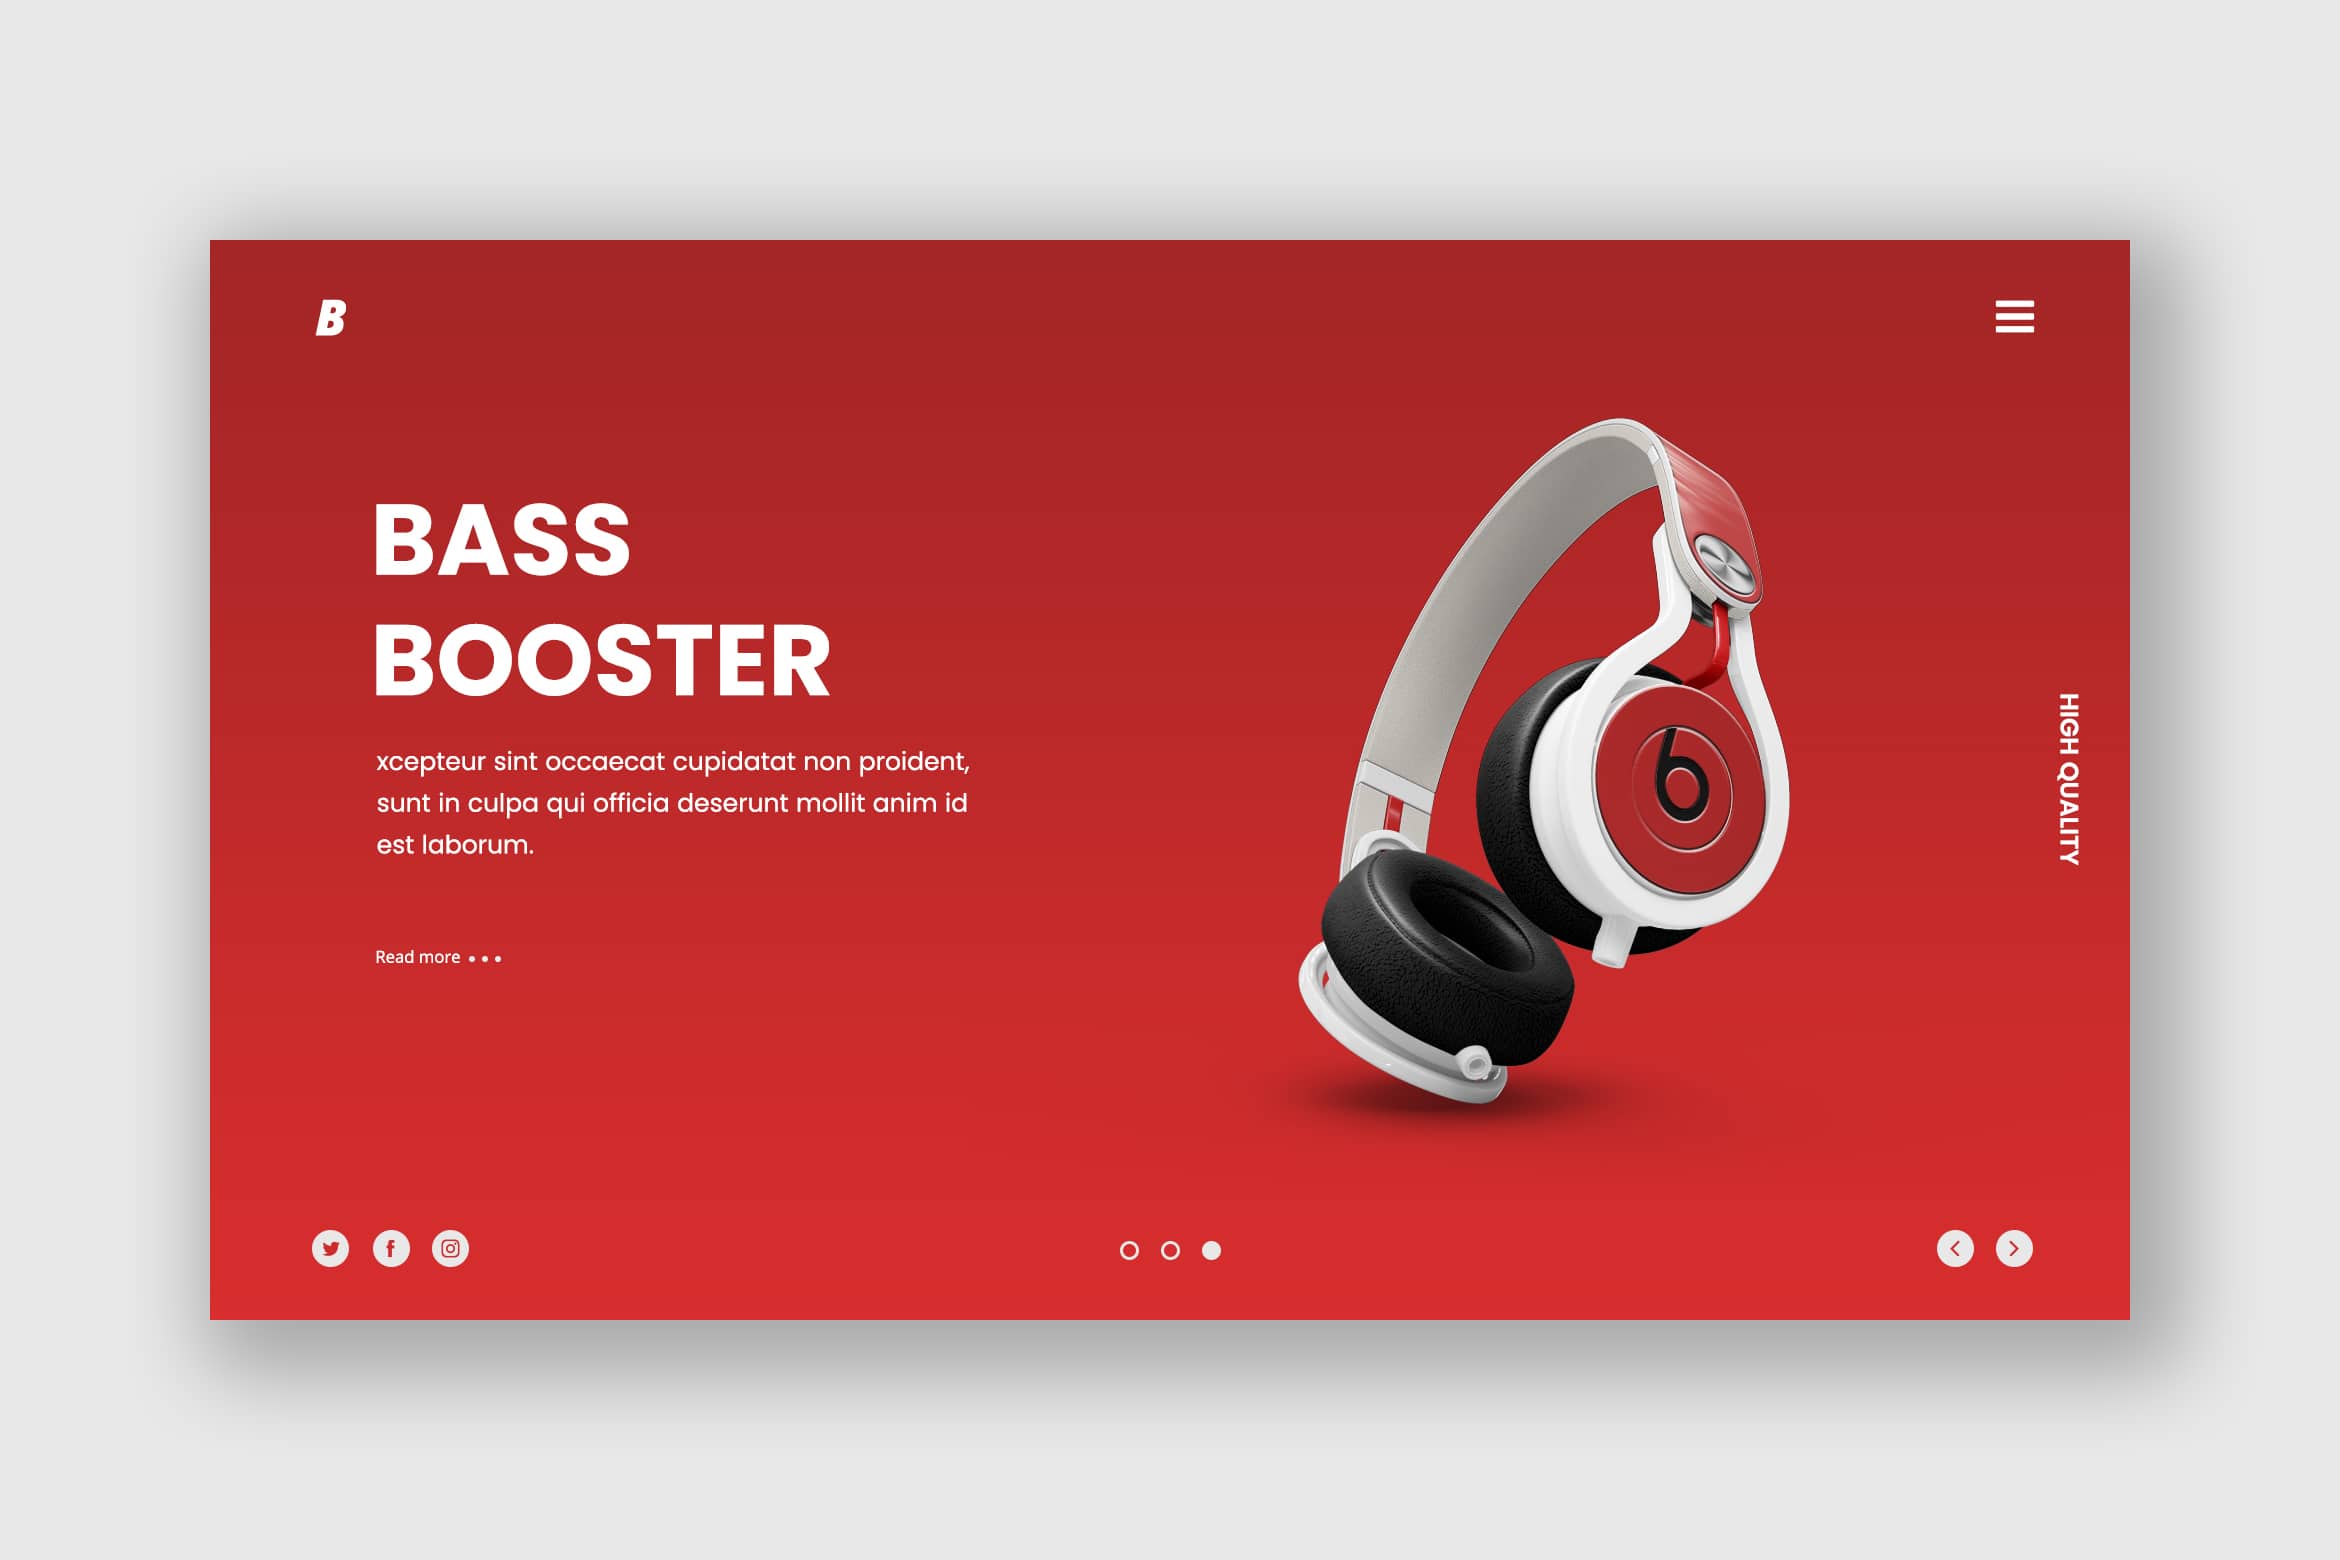 B
BASS
BOOSTER
xcepteur sint occaecat cupidatat non proident,
sunt in culpa qui officia deserunt mollit anim id
est laborum.
Read more
b
HIGH QUALITY